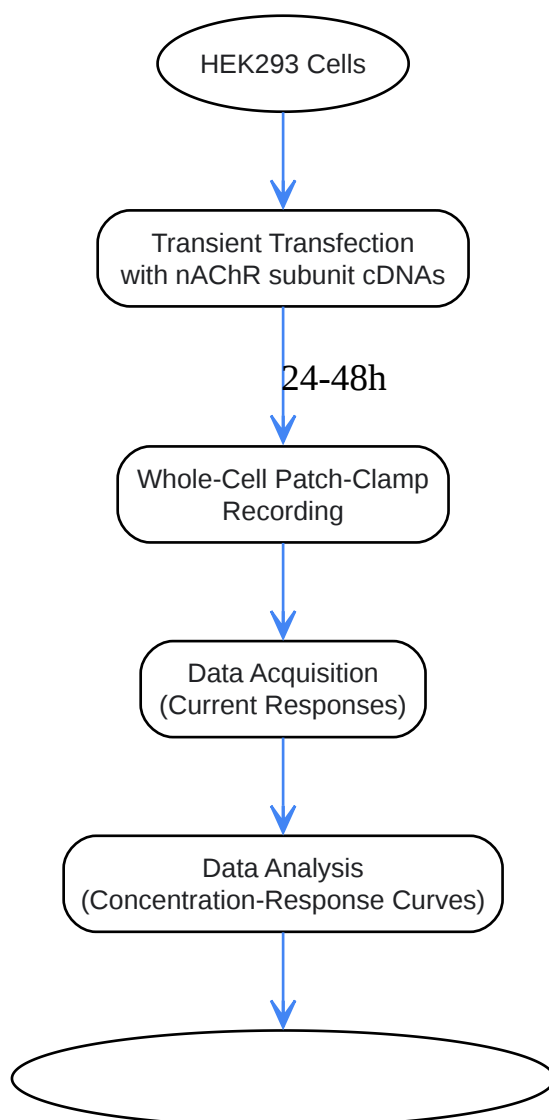 HEK293 Cells
Transient Transfection
with nAChR subunit cDNAs
24-48h
Whole-Cell Patch-Clamp
Recording
Data Acquisition
(Current Responses)
Data Analysis
(Concentration-Response Curves)